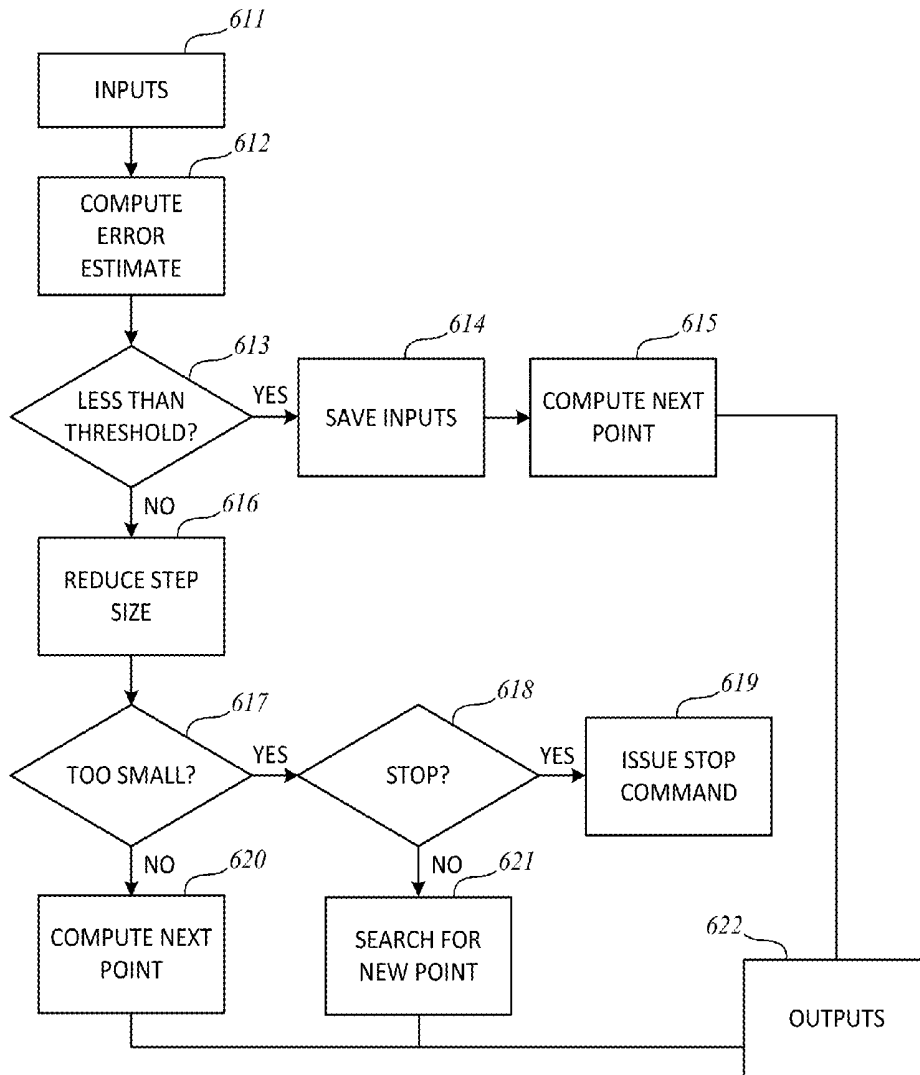 611
INPUTS
612
COMPUTE
ERROR
ESTIMATE
613
LESS THAN
THRESHOLD?
YES
614
SAVE INPUTS
615
COMPUTE NEXT
POINT
NO
616
REDUCE STEP
SIZE
617
TOO SMALL?
YES
618
STOP?
YES
619
ISSUE STOP
COMMAND
NO
620
COMPUTE NEXT
POINT
NO
621
SEARCH FOR
NEW POINT
622
OUTPUTS